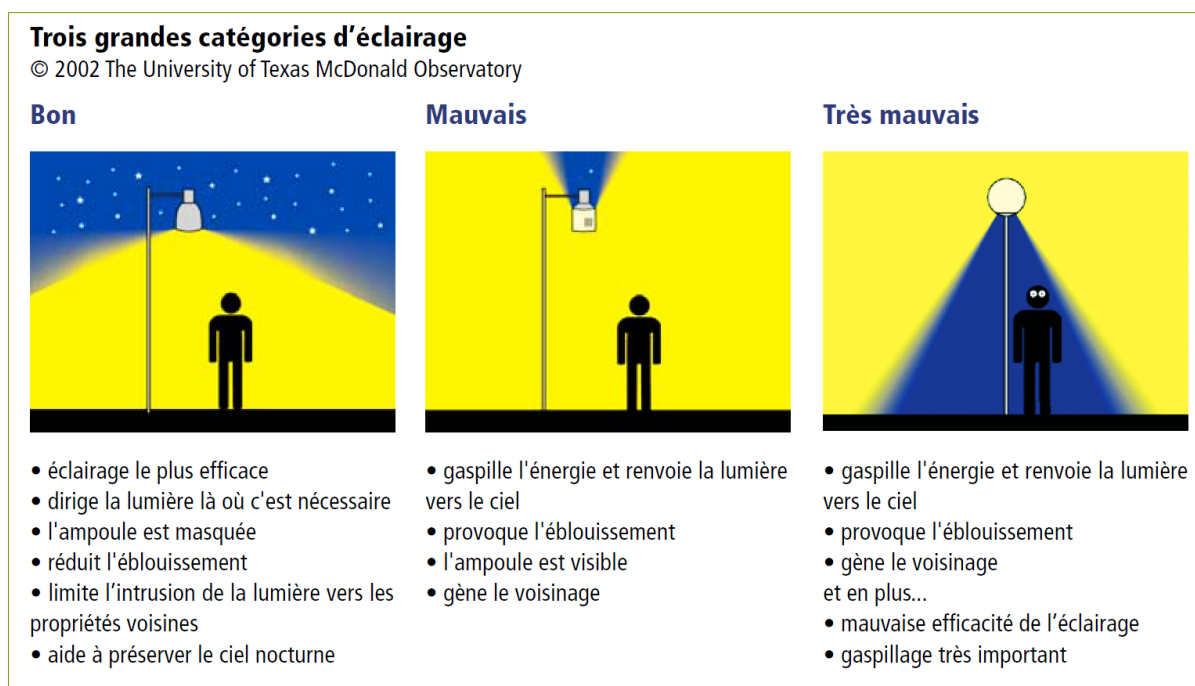 Trois grandes catégories d'éclairage
© 2002 The University of Texas McDonald Observatory
Bon
• éclairage le plus efficace
• dirige la lumière là où c'est nécessaire
• l'ampoule est masquée
• réduit l'éblouissement
• limite l'intrusion de la lumière vers les
propriétés voisines
• aide à préserver le ciel nocturne
Mauvais
• gaspille l'énergie et renvoie la lumière
vers le ciel
• provoque l'éblouissement
• l'ampoule est visible
• gène le voisinage
Très mauvais
• gaspille l'énergie et renvoie la lumière
vers le ciel
• provoque l'éblouissement
• gène le voisinage
et en plus...
• mauvaise efficacité de l'éclairage
• gaspillage très important